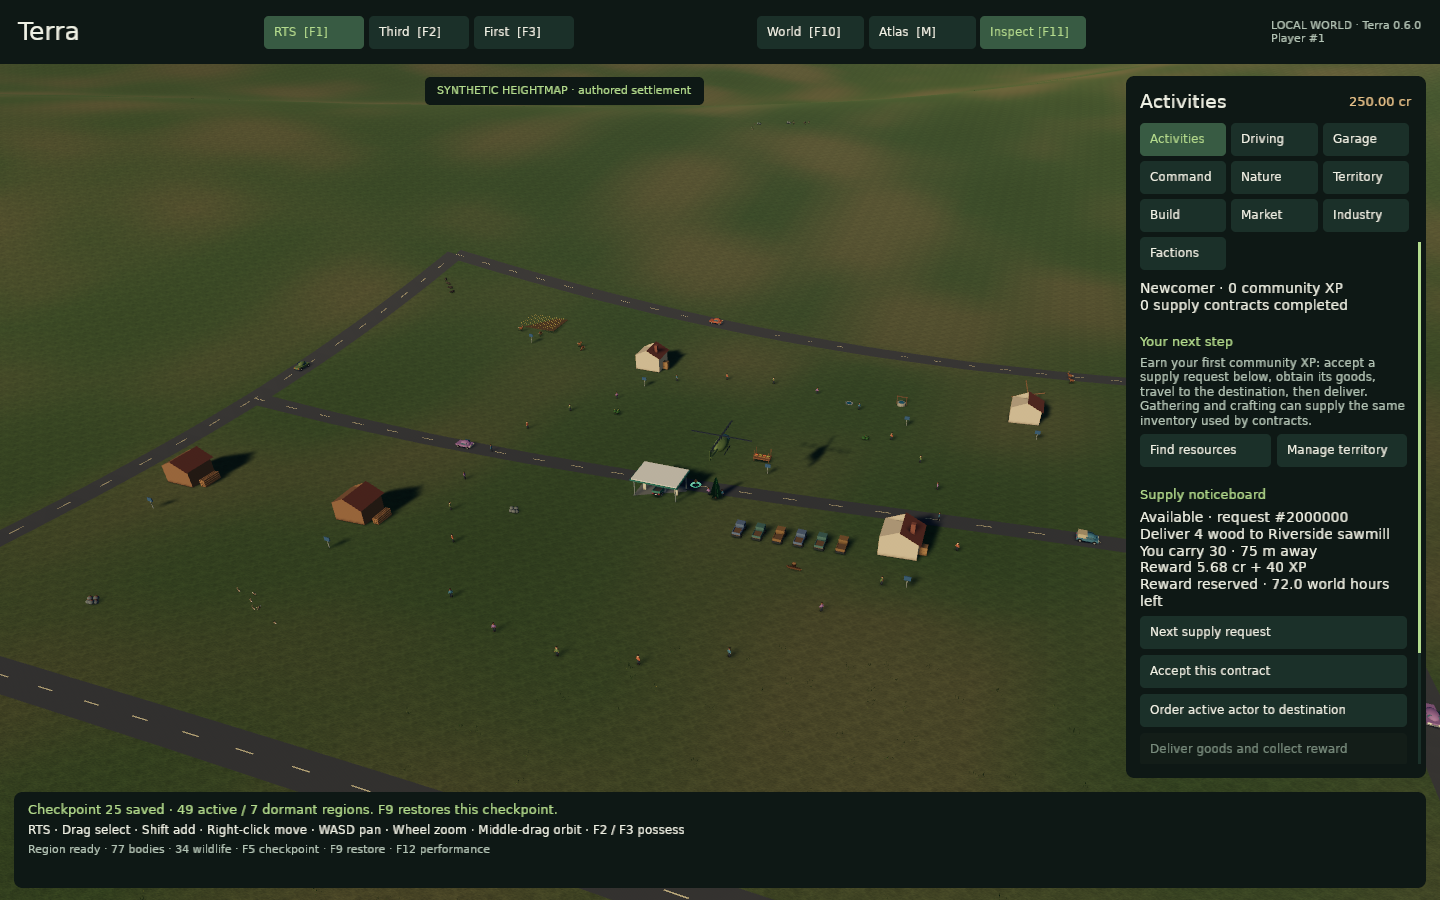 Terra
RTS [F1]
Third [F2]
First [F3]
World [F10]
Atlas [M]
Inspect [F11]
LOCAL WORLD · Terra 0.6.0
Player #1
SYNTHETIC HEIGHTMAP · authored settlement
Activities
250.00 cr
Activities
Driving
Garage
Command
Nature
Territory
Build
Market
Industry
Factions
Newcomer · 0 community XP
0 supply contracts completed
Your next step
Earn your first community XP: accept a
supply request below, obtain its goods,
travel to the destination, then deliver.
Gathering and crafting can supply the same
inventory used by contracts.
Find resources
Manage territory
Supply noticeboard
Available · request #2000000
Deliver 4 wood to Riverside sawmill
You carry 30 · 75 m away
Reward 5.68 cr + 40 XP
Reward reserved · 72.0 world hours
left
Next supply request
Accept this contract
Order active actor to destination
Deliver goods and collect reward
Checkpoint 25 saved · 49 active / 7 dormant regions. F9 restores this checkpoint.
RTS · Drag select · Shift add · Right-click move · WASD pan · Wheel zoom · Middle-drag orbit · F2 / F3 possess
Region ready · 77 bodies · 34 wildlife · F5 checkpoint · F9 restore · F12 performance